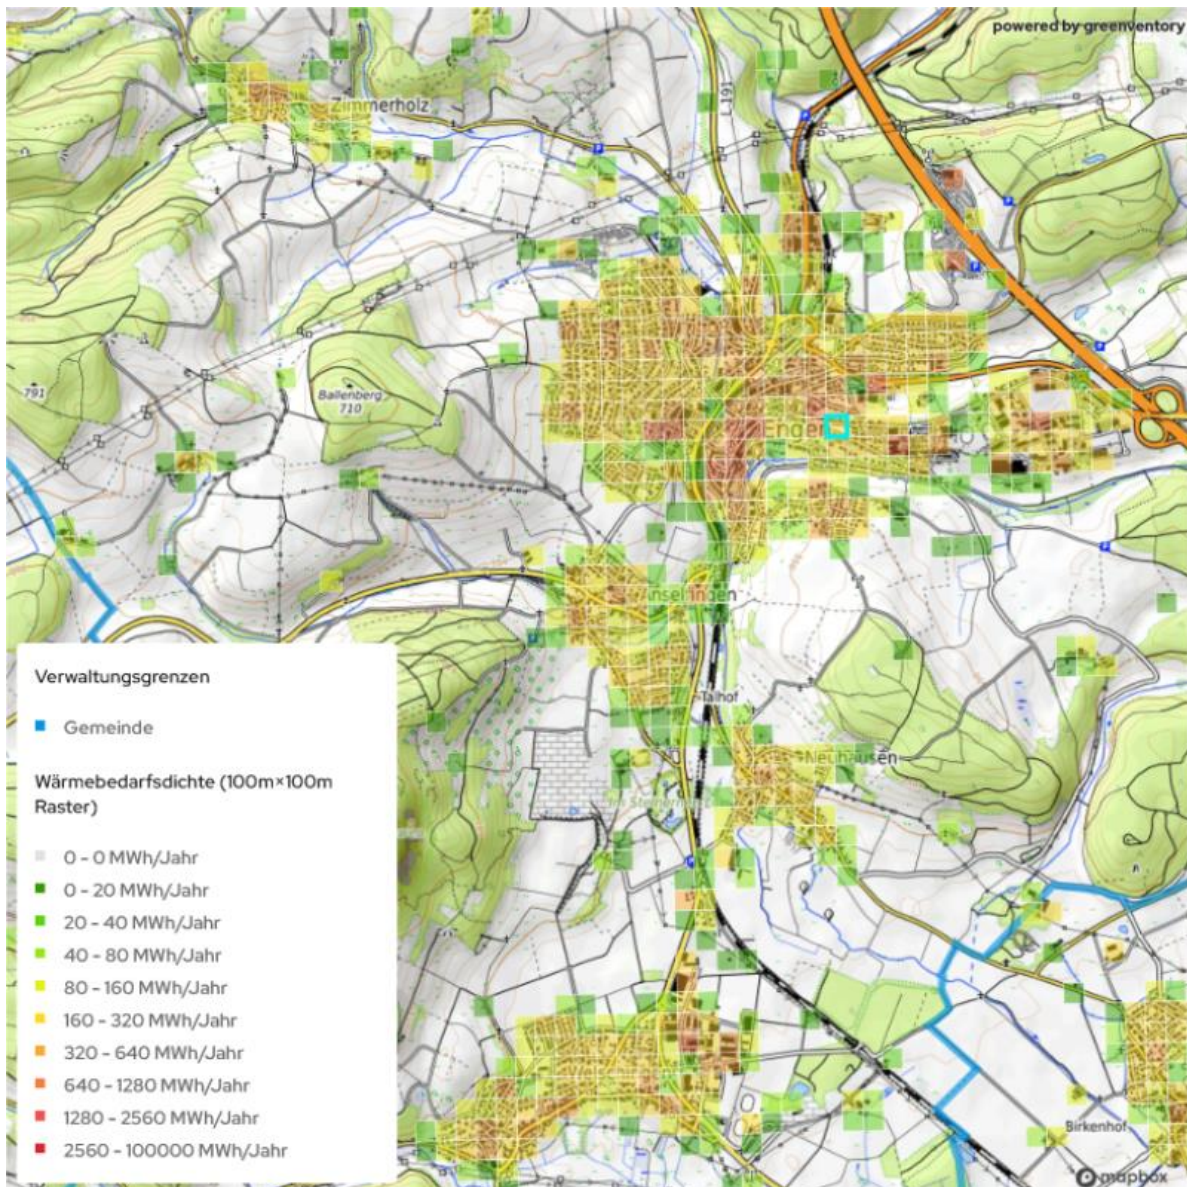 powered by greenventory
Zimmerholz
L 191
791
Ballenberg
710
Engen
Anselfingen
Talhof
Neuhausen
Verwaltungsgrenzen
Gemeinde
Wärmebedarfsdichte (100m×100m
Raster)
0 - 0 MWh/Jahr
0 - 20 MWh/Jahr
20 - 40 MWh/Jahr
40 - 80 MWh/Jahr
80 - 160 MWh/Jahr
160 - 320 MWh/Jahr
320 - 640 MWh/Jahr
640 - 1280 MWh/Jahr
1280 - 2560 MWh/Jahr
2560 - 100000 MWh/Jahr
Birkenhof
mapbox